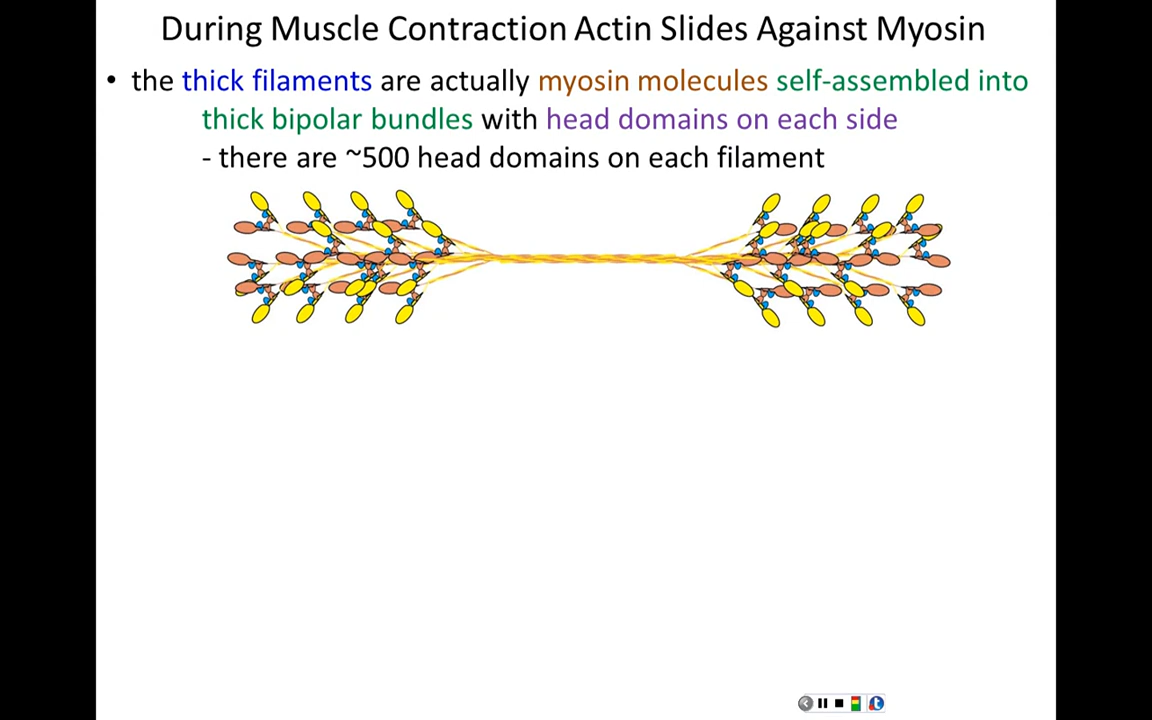 During Muscle Contraction Actin Slides Against Myosin
• the thick filaments are actually myosin molecules self-assembled into
thick bipolar bundles with head domains on each side
- there are ~500 head domains on each filament